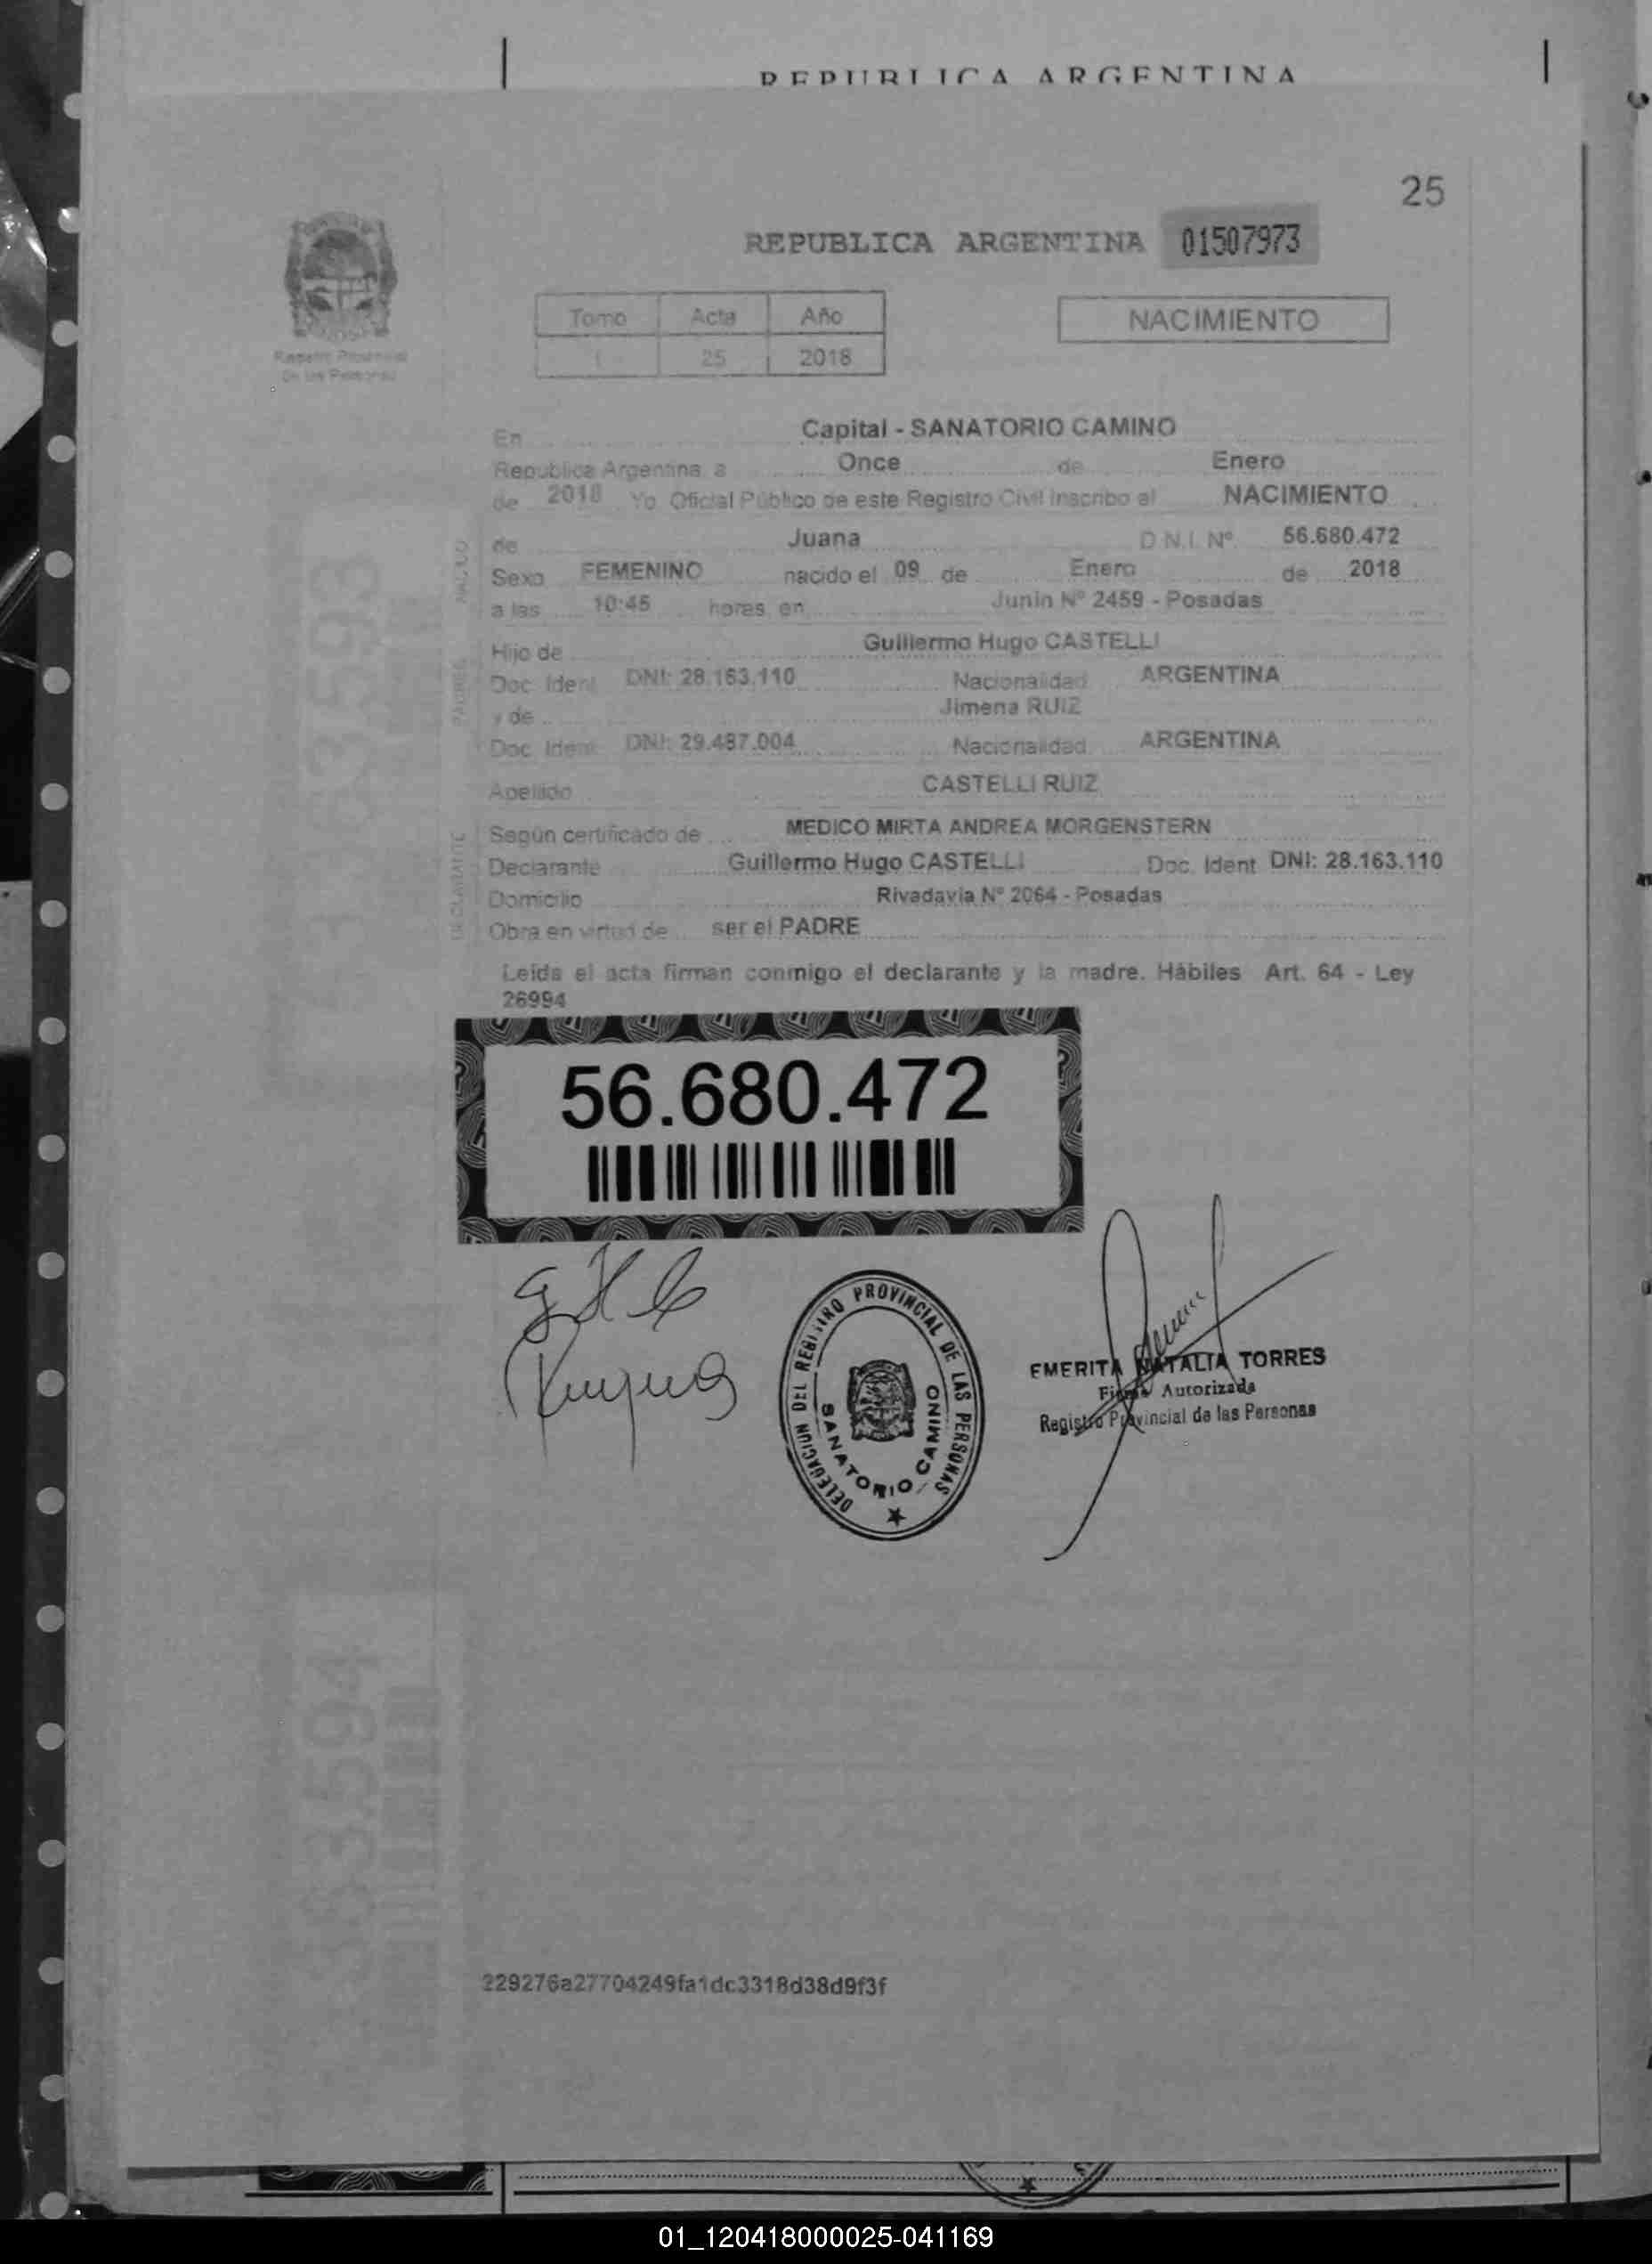 REPUBLICA ARGENTINA
25
REPUBLICA ARGENTINA 01507973
Registro Provincial
De las Personas
Tomo Acta Año
1 25 2018
NACIMIENTO
En Capital - SANATORIO CAMINO
Republica Argentina, a Once de Enero
de 2018 Yo Oficial Público de este Registro Civil inscribo el NACIMIENTO
de Juana D.N.I. Nº 56.680.472
Sexo FEMENINO nacido el 09 de Enero de 2018
a las 10:45 horas en Junin Nº 2459 - Posadas
Hijo de Guillermo Hugo CASTELLI
Doc. Ident. DNI: 28.163.110 Nacionalidad ARGENTINA
y de Jimena RUIZ
Doc. Ident. DNI: 29.487.004 Nacionalidad ARGENTINA
Apellido CASTELLI RUIZ
Según certificado de MEDICO MIRTA ANDREA MORGENSTERN
Declarante Guillermo Hugo CASTELLI Doc. Ident. DNI: 28.163.110
Domicilio Rivadavia Nº 2064 - Posadas
Obra en virtud de ser el PADRE
NACIDO
PADRES
DECLARANTE
Leída el acta firman conmigo el declarante y la madre. Hábiles Art. 64 - Ley
26994
56.680.472
DELEGACION DEL REGISTRO PROVINCIAL DE LAS PERSONAS
SANATORIO CAMINO
EMERITA NATALIA TORRES
Firma Autorizada
Registro Provincial de las Personas
229276a27704249fa1dc3318d38d9f3f
01_120418000025-041169